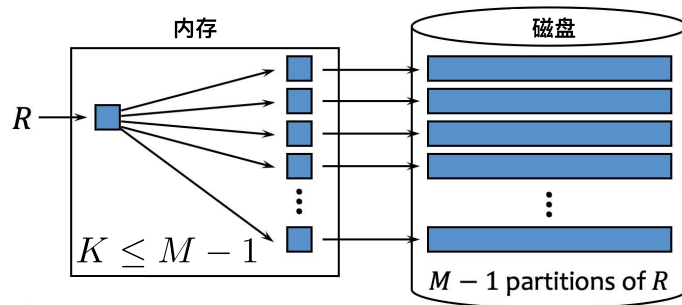 内存
磁盘
R
K ≤ M − 1
M − 1 partitions of R